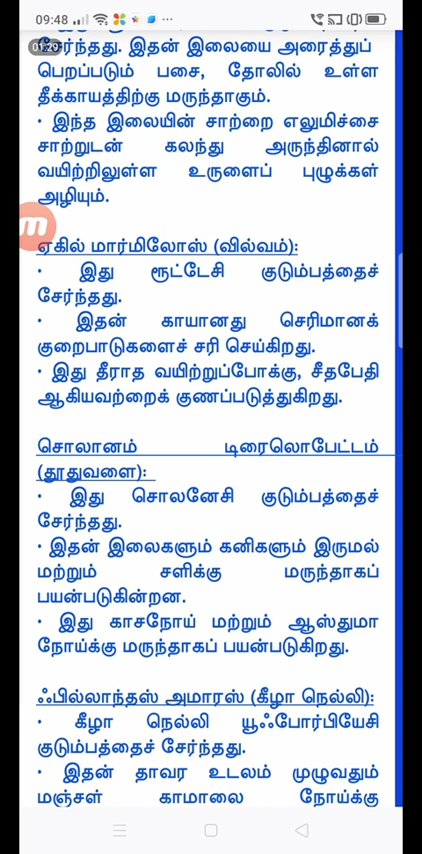 09:48
01:29
சேர்ந்தது. இதன் இலையை அரைத்துப்
பெறப்படும் பசை, தோலில் உள்ள
தீக்காயத்திற்கு மருந்தாகும்.
· இந்த இலையின் சாற்றை எலுமிச்சை
சாற்றுடன் கலந்து அருந்தினால்
வயிற்றிலுள்ள உருளைப் புழுக்கள்
அழியும்.
ஏகில் மார்மிலோஸ் (வில்வம்):
· இது ரூட்டேசி குடும்பத்தைச்
சேர்ந்தது.
· இதன் காயானது செரிமானக்
குறைபாடுகளைச் சரி செய்கிறது.
· இது தீராத வயிற்றுப்போக்கு, சீதபேதி
ஆகியவற்றைக் குணப்படுத்துகிறது.
சொலானம் டிரைலொபேட்டம்
(தூதுவளை):
· இது சொலனேசி குடும்பத்தைச்
சேர்ந்தது.
· இதன் இலைகளும் கனிகளும் இருமல்
மற்றும் சளிக்கு மருந்தாகப்
பயன்படுகின்றன.
· இது காசநோய் மற்றும் ஆஸ்துமா
நோய்க்கு மருந்தாகப் பயன்படுகிறது.
ஃபில்லாந்தஸ் அமாரஸ் (கீழா நெல்லி):
· கீழா நெல்லி யூஃபோர்பியேசி
குடும்பத்தைச் சேர்ந்தது.
· இதன் தாவர உடலம் முழுவதும்
மஞ்சள் காமாலை நோய்க்கு